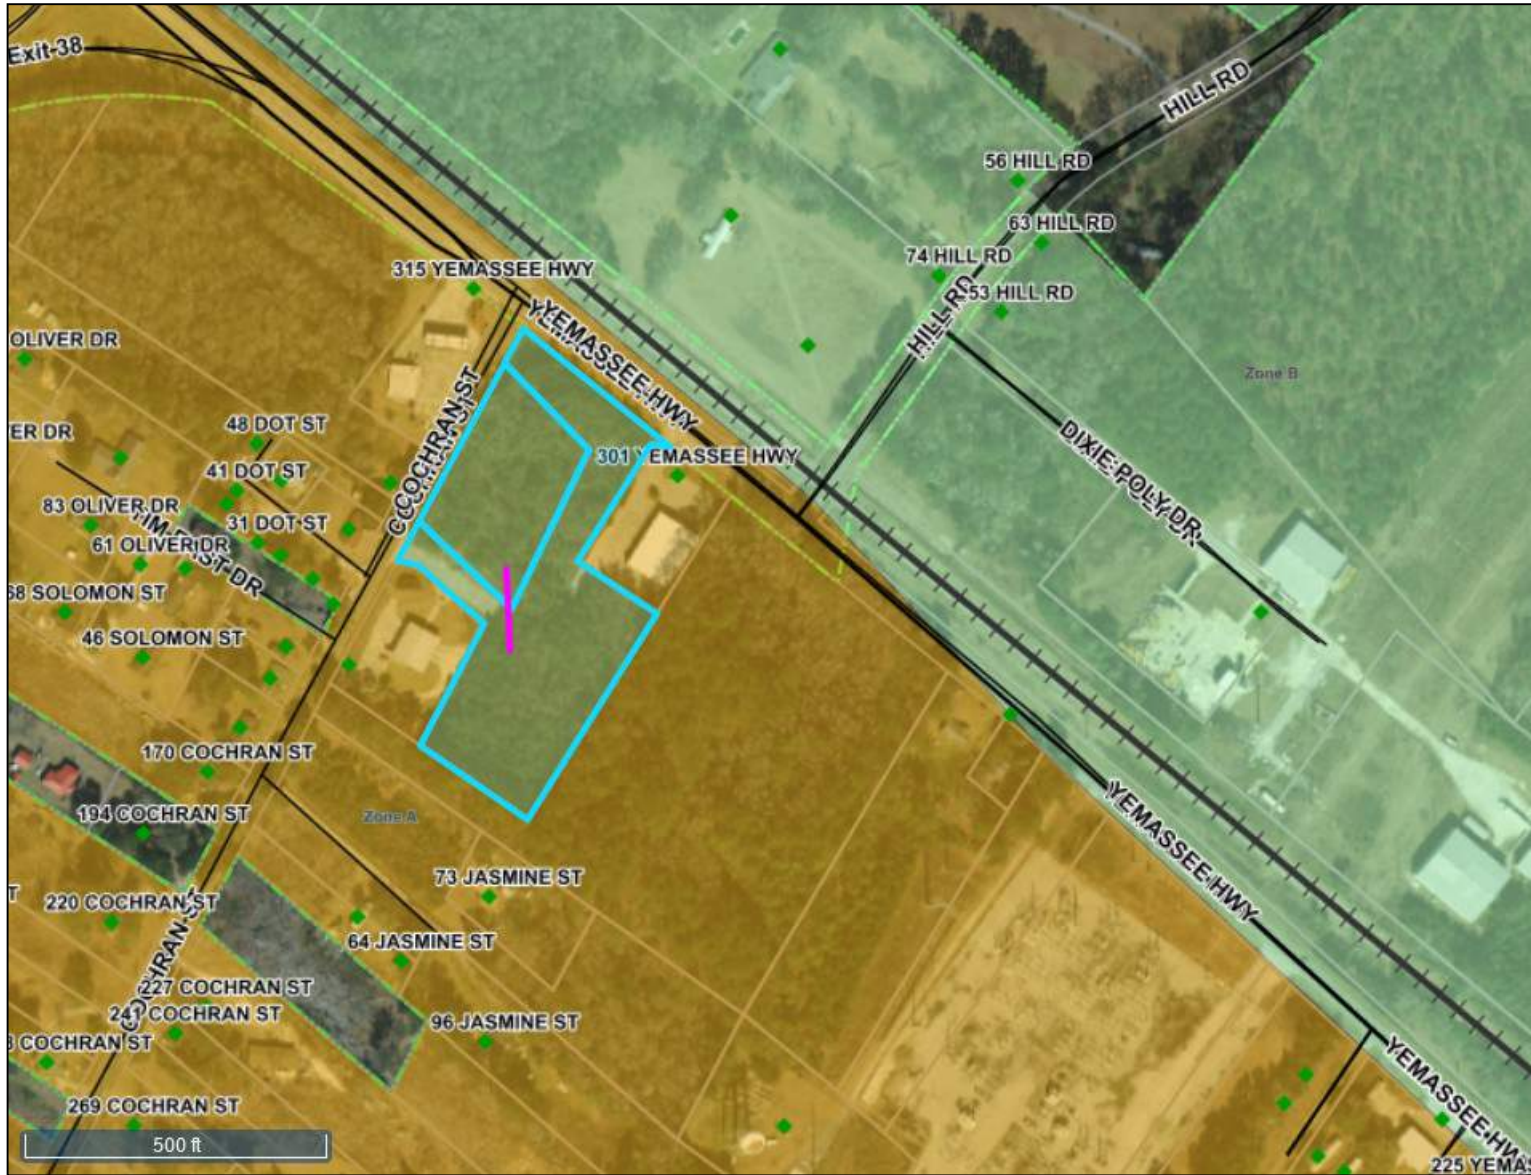 Exit 38
HILL RD
56 HILL RD
63 HILL RD
74 HILL RD
53 HILL RD
HILL RD
315 YEMASSEE HWY
YEMASSEE HWY
OLIVER DR
Zone B
COCHRAN ST
48 DOT ST
ER DR
DIXIE POLY DR
301 YEMASSEE HWY
41 DOT ST
83 OLIVER DR
31 DOT ST
61 OLIVER DR
68 SOLOMON ST
46 SOLOMON ST
170 COCHRAN ST
194 COCHRAN ST
Zone A
YEMASSEE HWY
73 JASMINE ST
T
220 COCHRAN ST
64 JASMINE ST
COCHRAN ST
227 COCHRAN ST
241 COCHRAN ST
96 JASMINE ST
3 COCHRAN ST
YEMASSEE HW
269 COCHRAN ST
500 ft
225 YEMAS